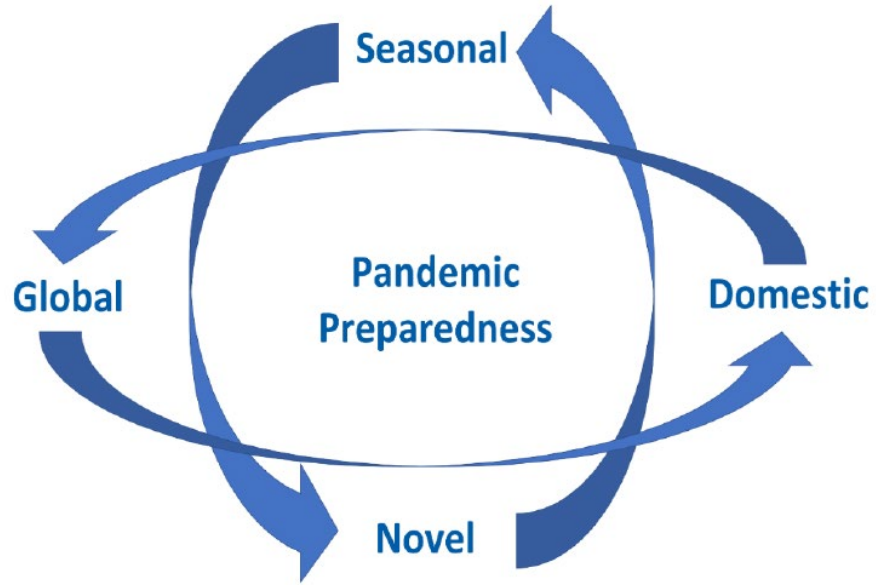 Seasonal
Global
Pandemic
Preparedness
Domestic
Novel